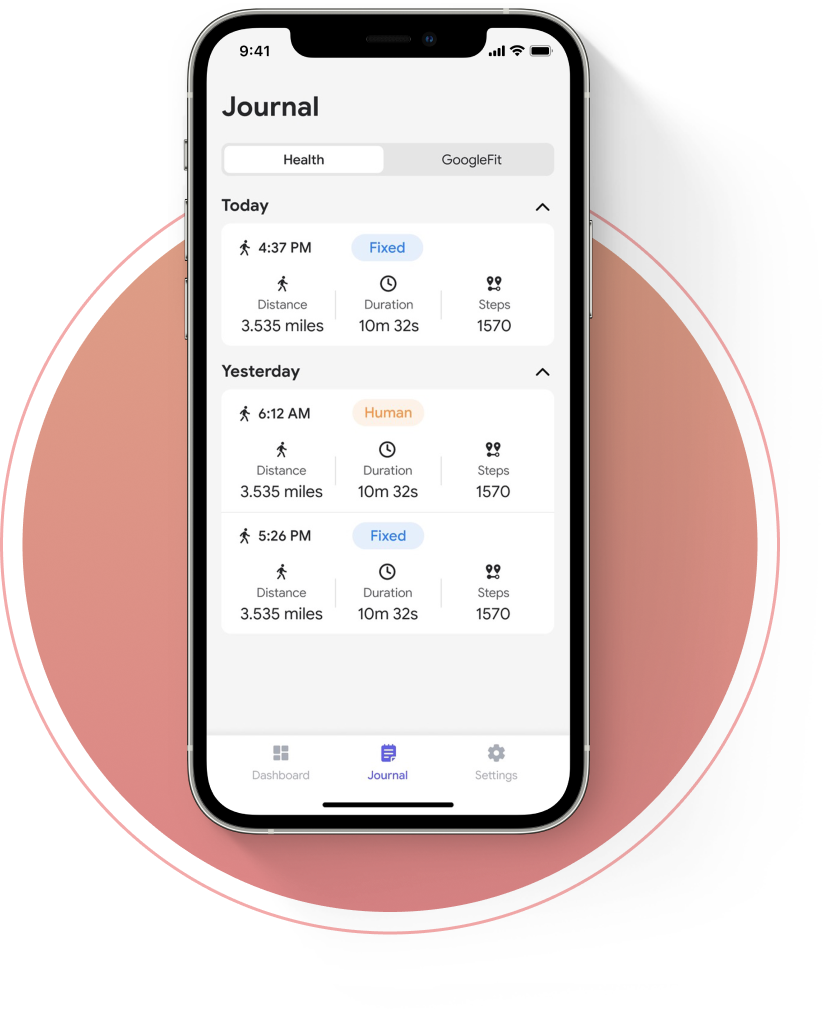 9:41
Journal
Health GoogleFit
Today
4:37 PM Fixed
Distance Duration Steps
3.535 miles 10m 32s 1570
Yesterday
6:12 AM Human
Distance Duration Steps
3.535 miles 10m 32s 1570
5:26 PM Fixed
Distance Duration Steps
3.535 miles 10m 32s 1570
Dashboard Journal Settings